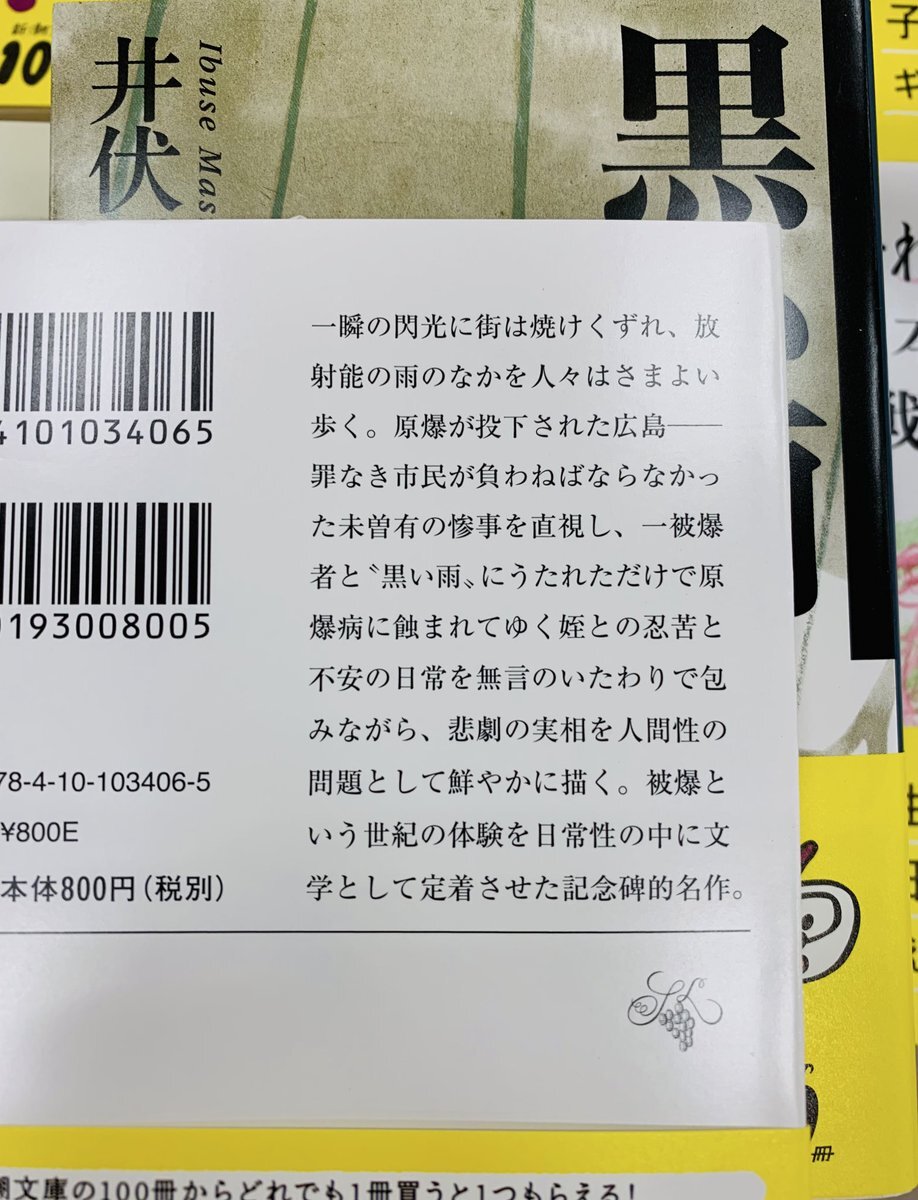 10
井伏
Ibuse Mas
黒い
4101034065
193008005
78-4-10-103406-5
¥800E
本体800円（税別）
一瞬の閃光に街は焼けくずれ、放
射能の雨のなかを人々はさまよい
歩く。原爆が投下された広島――
罪なき市民が負わねばならなかっ
た未曽有の惨事を直視し、一被爆
者と〝黒い雨〟にうたれただけで原
爆病に蝕まれてゆく姪との忍苦と
不安の日常を無言のいたわりで包
みながら、悲劇の実相を人間性の
問題として鮮やかに描く。被爆と
いう世紀の体験を日常性の中に文
学として定着させた記念碑的名作。
冊
文庫の100冊からどれでも1冊買うと1つもらえる！